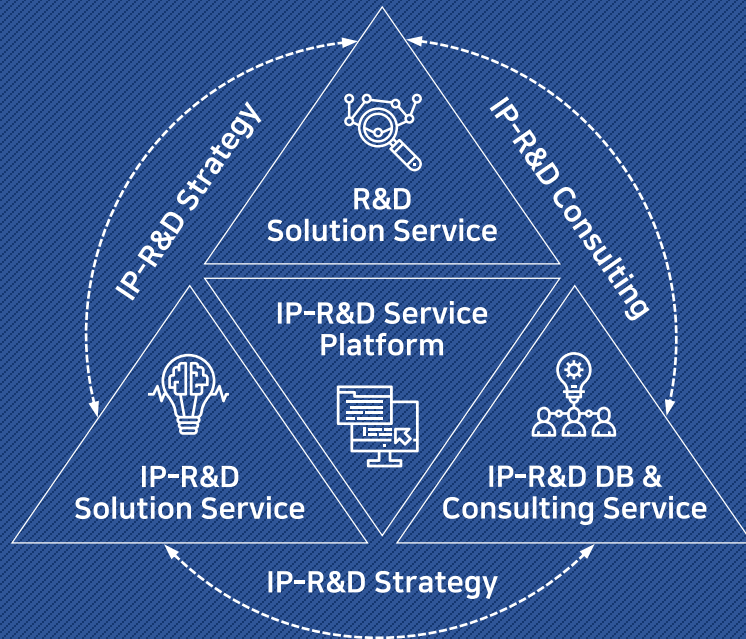 IP-R&D Strategy
IP-R&D Consulting
R&D
Solution Service
IP-R&D Service
Platform
IP-R&D
Solution Service
IP-R&D DB &
Consulting Service
IP-R&D Strategy